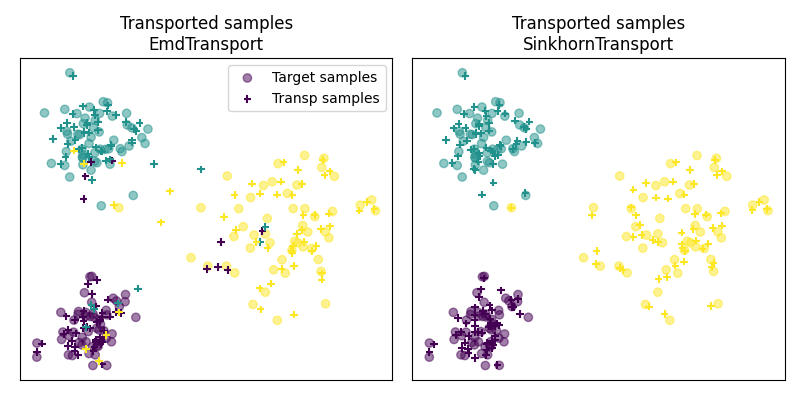 Transported samples
EmdTransport
Target samples
Transp samples
Transported samples
SinkhornTransport